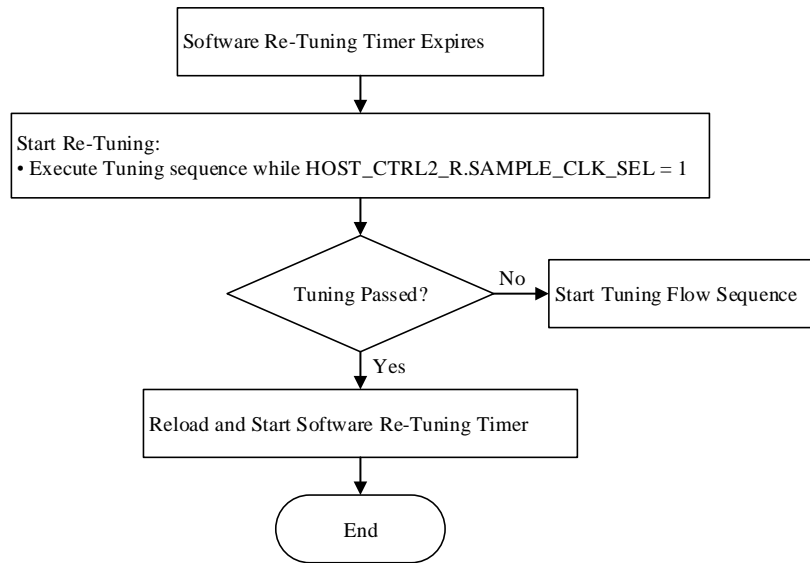 Software Re-Tuning Timer Expires
Start Re-Tuning:
• Execute Tuning sequence while HOST_CTRL2_R.SAMPLE_CLK_SEL = 1
Tuning Passed?
No
Start Tuning Flow Sequence
Yes
Reload and Start Software Re-Tuning Timer
End